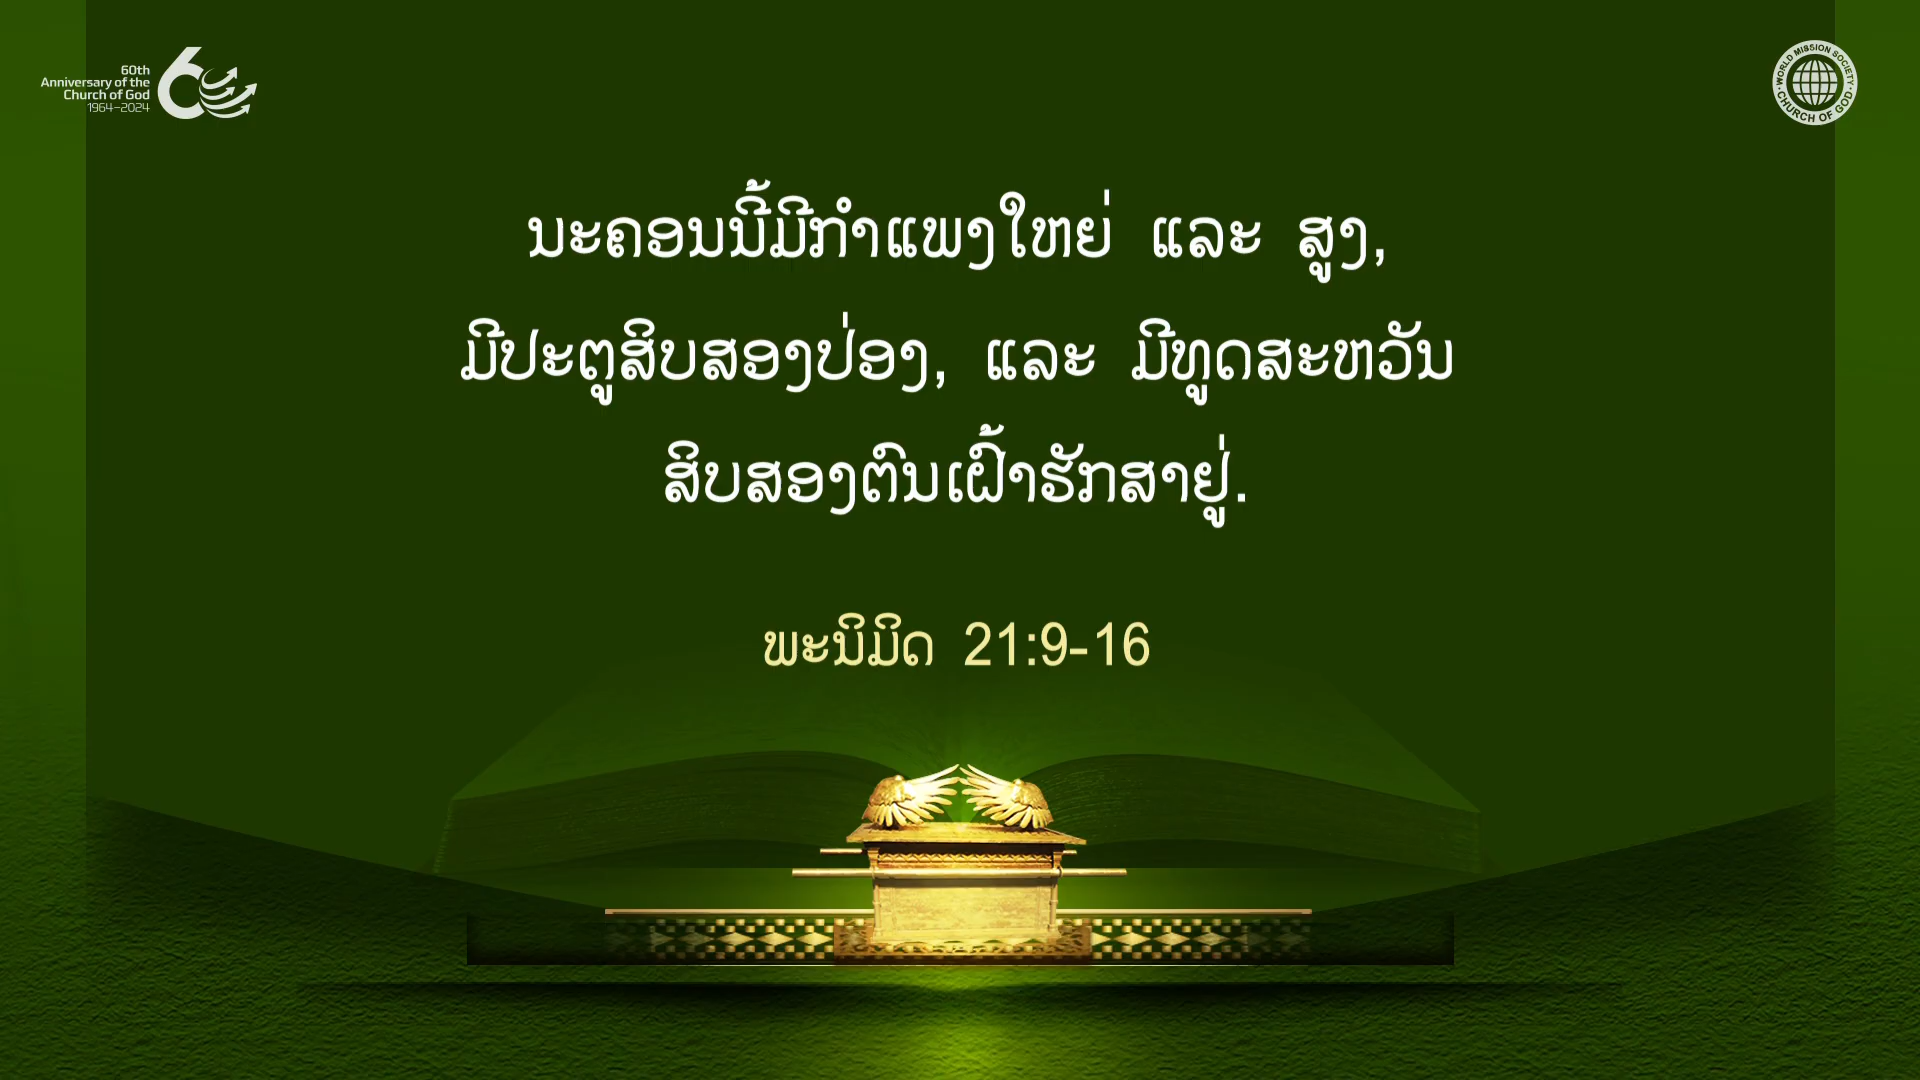 60th
Anniversary of the
Church of God
1964–2024
60
WORLD MISSION SOCIETY
CHURCH OF GOD
ນະຄອນນີ້ມີກຳແພງໃຫຍ່ ແລະ ສູງ,
ມີປະຕູສິບສອງປ່ອງ, ແລະ ມີທູດສະຫວັນ
ສິບສອງຕົນເຝົ້າຮັກສາຢູ່.
ພະນິມິດ 21:9-16